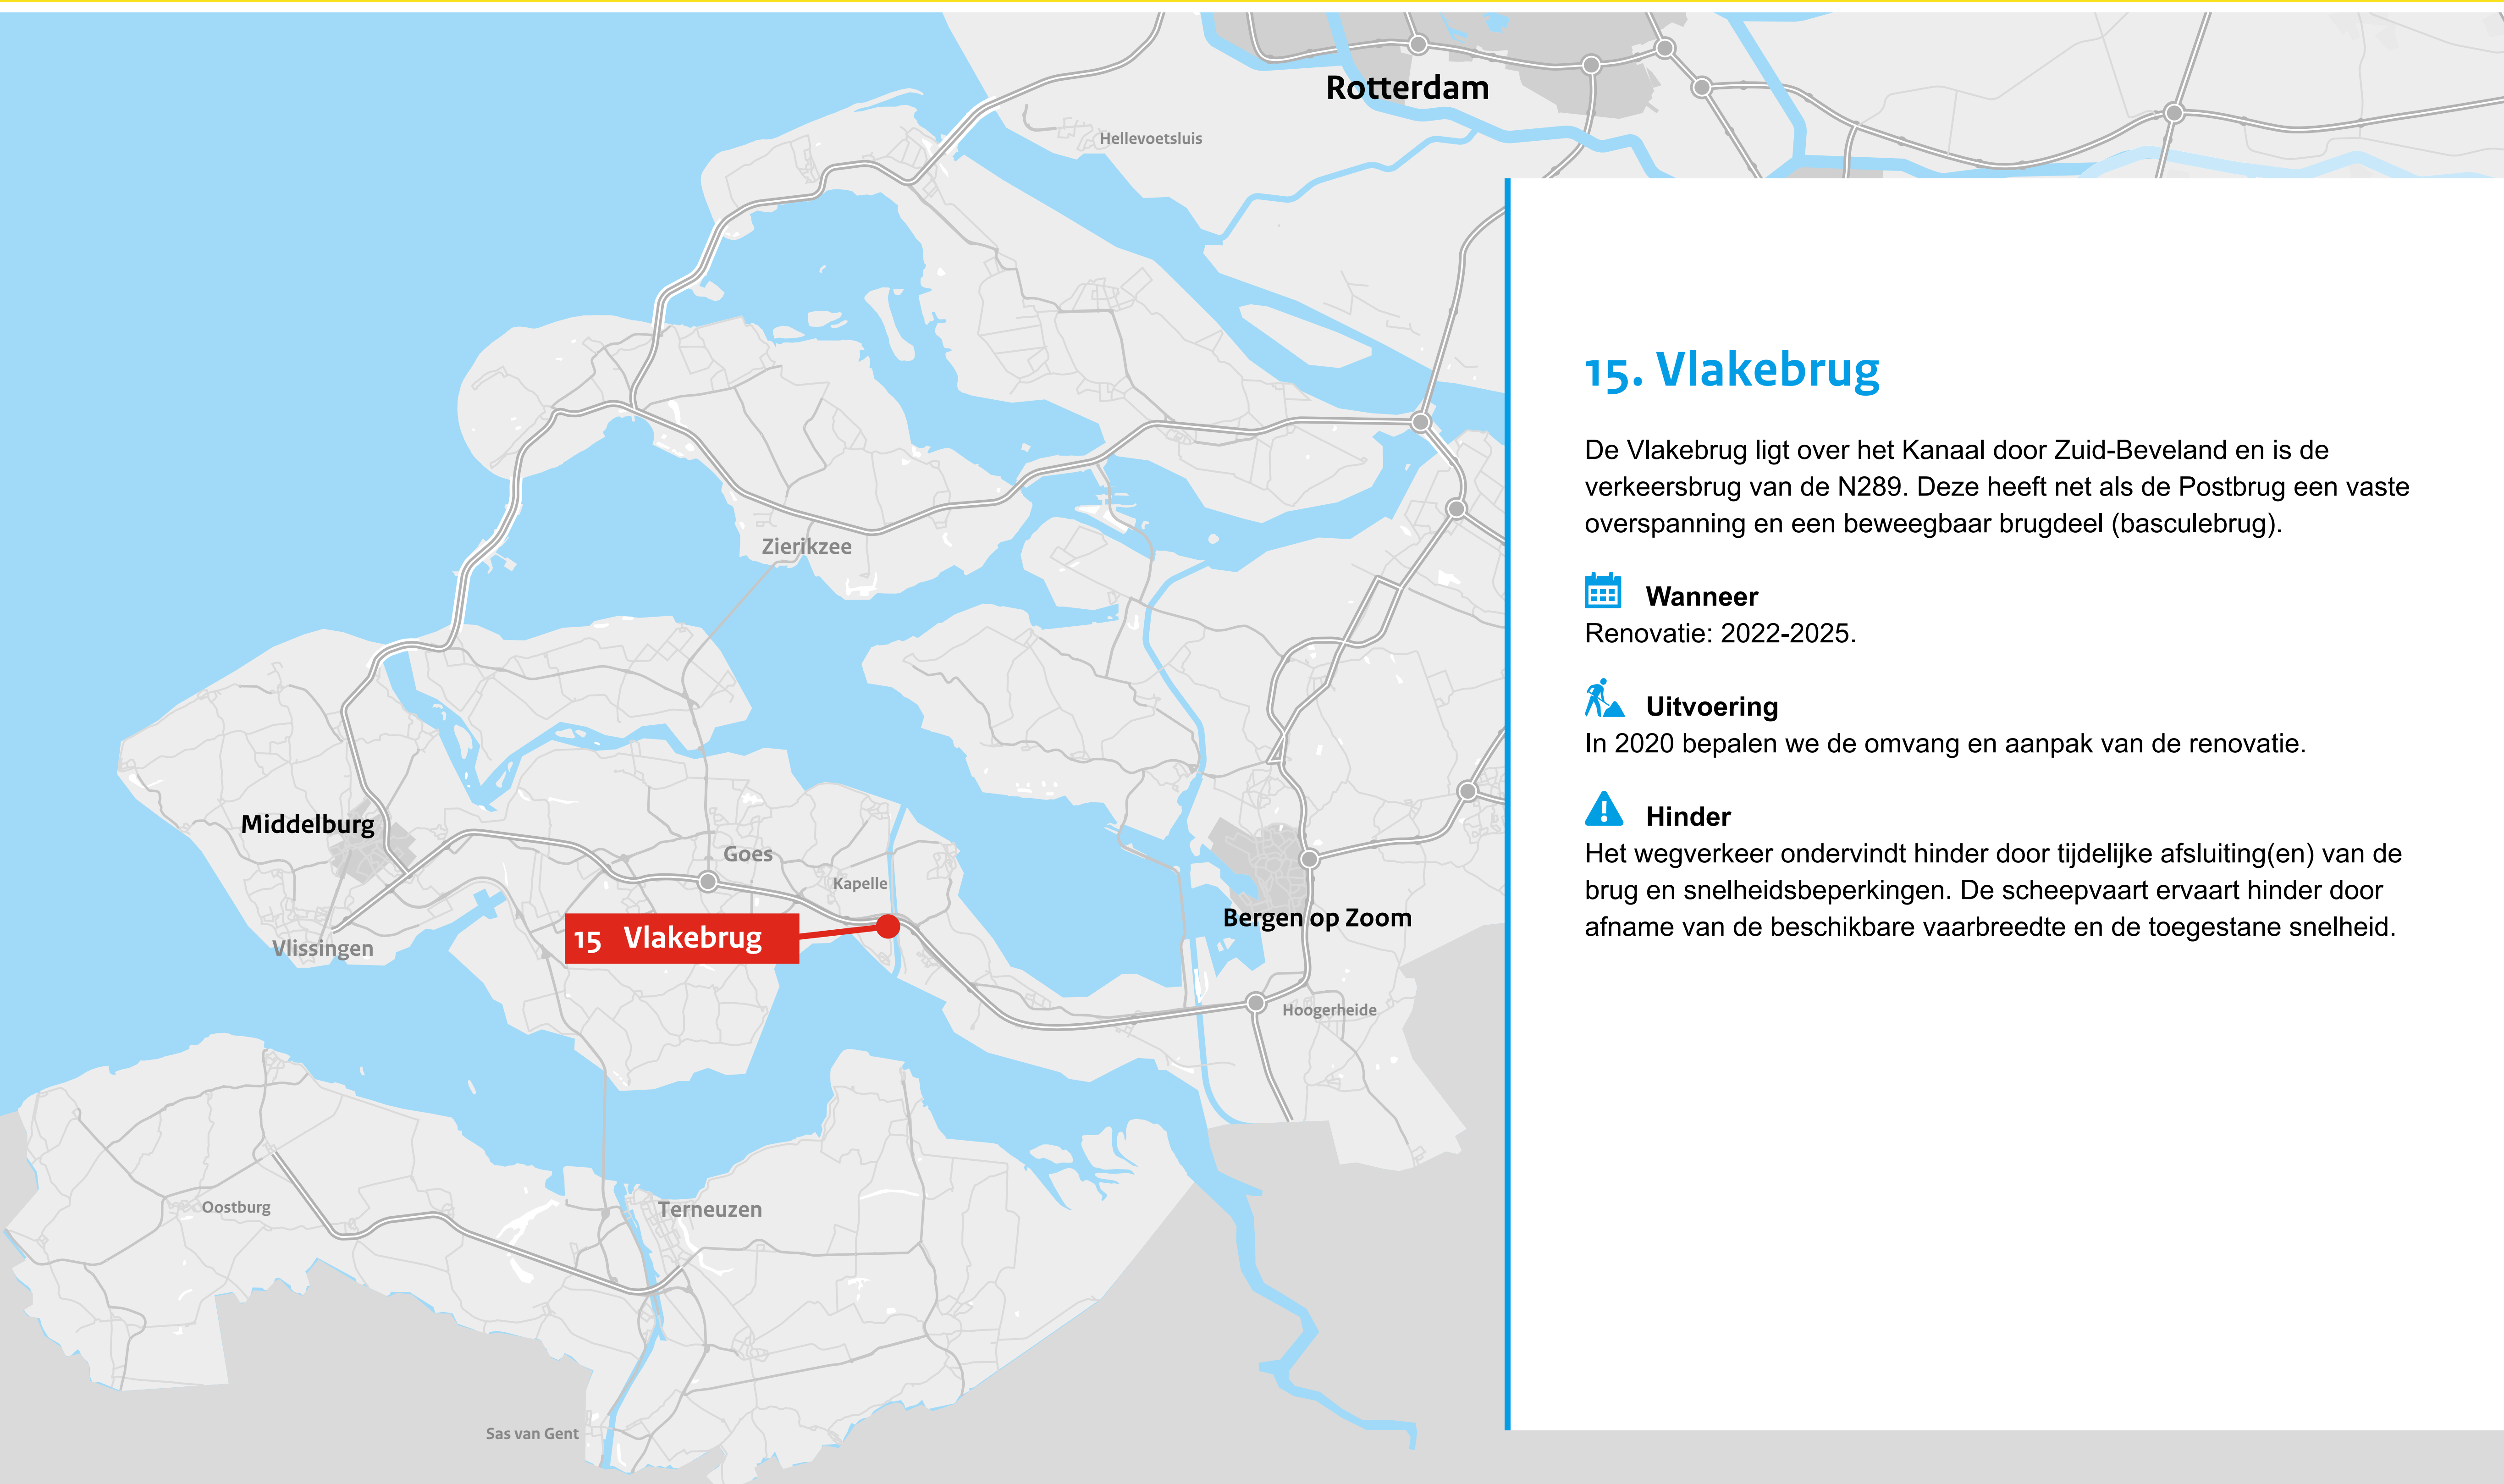 Rotterdam
Hellevoetsluis
Zierikzee
Middelburg
Goes
Kapelle
15 Vlakebrug
Vlissingen
Bergen op Zoom
Hoogerheide
Oostburg
Terneuzen
Sas van Gent
15. Vlakebrug
De Vlakebrug ligt over het Kanaal door Zuid-Beveland en is de
verkeersbrug van de N289. Deze heeft net als de Postbrug een vaste
overspanning en een beweegbaar brugdeel (basculebrug).
Wanneer
Renovatie: 2022-2025.
Uitvoering
In 2020 bepalen we de omvang en aanpak van de renovatie.
Hinder
Het wegverkeer ondervindt hinder door tijdelijke afsluiting(en) van de
brug en snelheidsbeperkingen. De scheepvaart ervaart hinder door
afname van de beschikbare vaarbreedte en de toegestane snelheid.